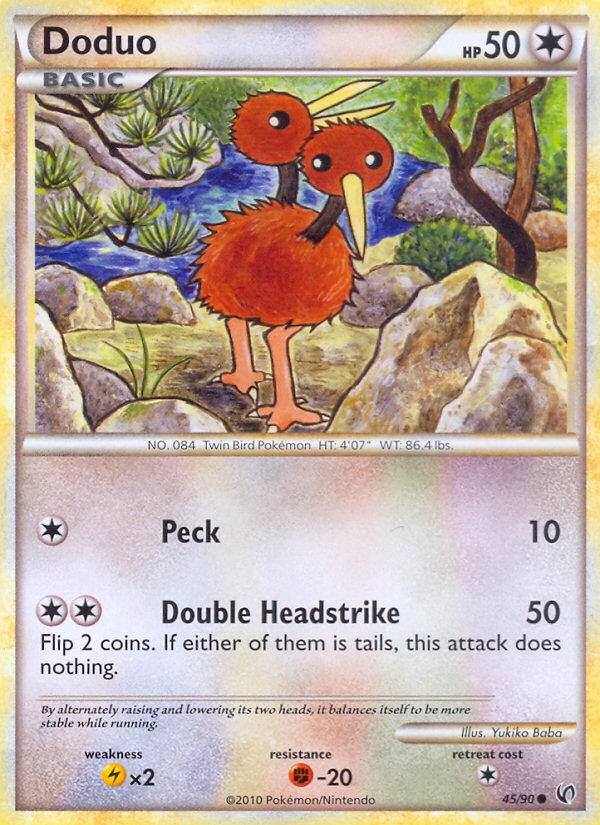 Doduo
HP 50
BASIC
NO. 084 Twin Bird Pokémon HT: 4'07" WT: 86.4 lbs.
Peck 10
Double Headstrike 50
Flip 2 coins. If either of them is tails, this attack does
nothing.
By alternately raising and lowering its two heads, it balances itself to be more
stable while running.
Illus. Yukiko Baba
weakness resistance retreat cost
×2 -20
©2010 Pokémon/Nintendo 45/90